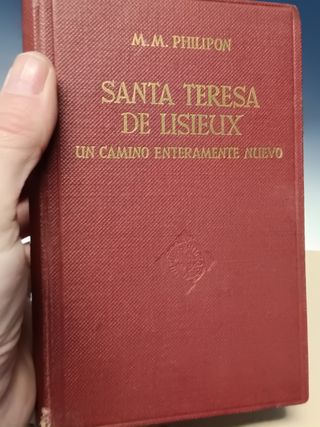 M. M. PHILIPON
SANTA TERESA
DE LISIEUX
UN CAMINO ENTERAMENTE NUEVO